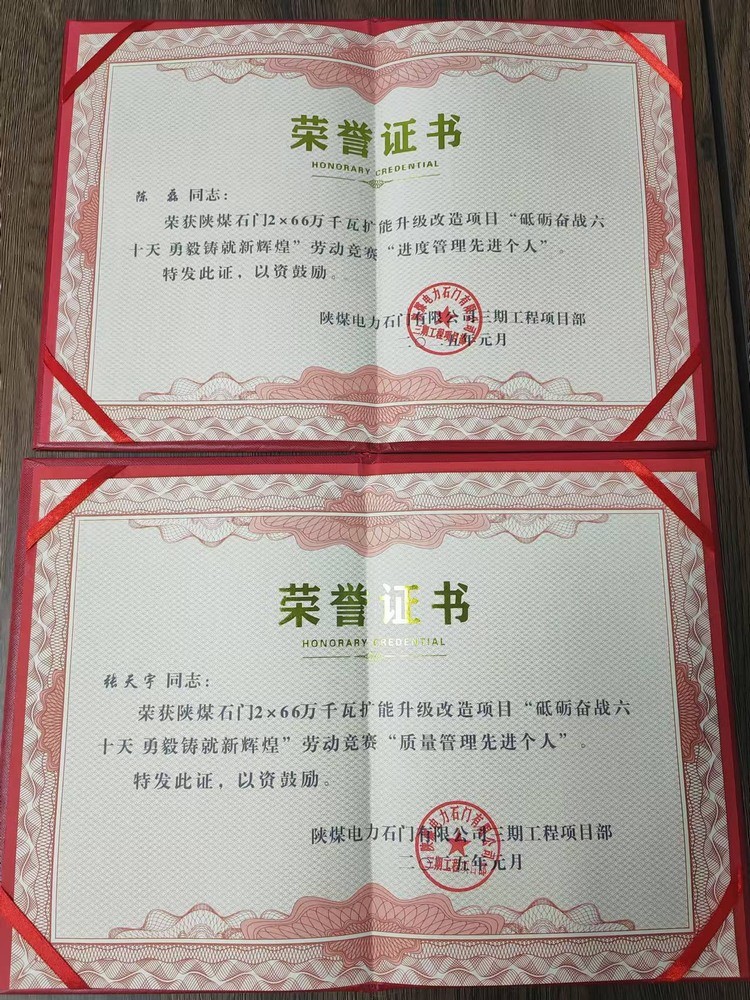 荣誉证书
HONORARY CREDENTIAL
陈 磊 同志：
荣获陕煤石门2×66万千瓦扩能升级改造项目“砥砺奋战六
十天 勇毅铸就新辉煌”劳动竞赛“进度管理先进个人”。
特发此证，以资鼓励。
陕煤电力石门有限公司三期工程项目部
二〇二五年元月
荣誉证书
HONORARY CREDENTIAL
张天宇 同志：
荣获陕煤石门2×66万千瓦扩能升级改造项目“砥砺奋战六
十天 勇毅铸就新辉煌”劳动竞赛“质量管理先进个人”。
特发此证，以资鼓励。
陕煤电力石门有限公司三期工程项目部
二〇二五年元月